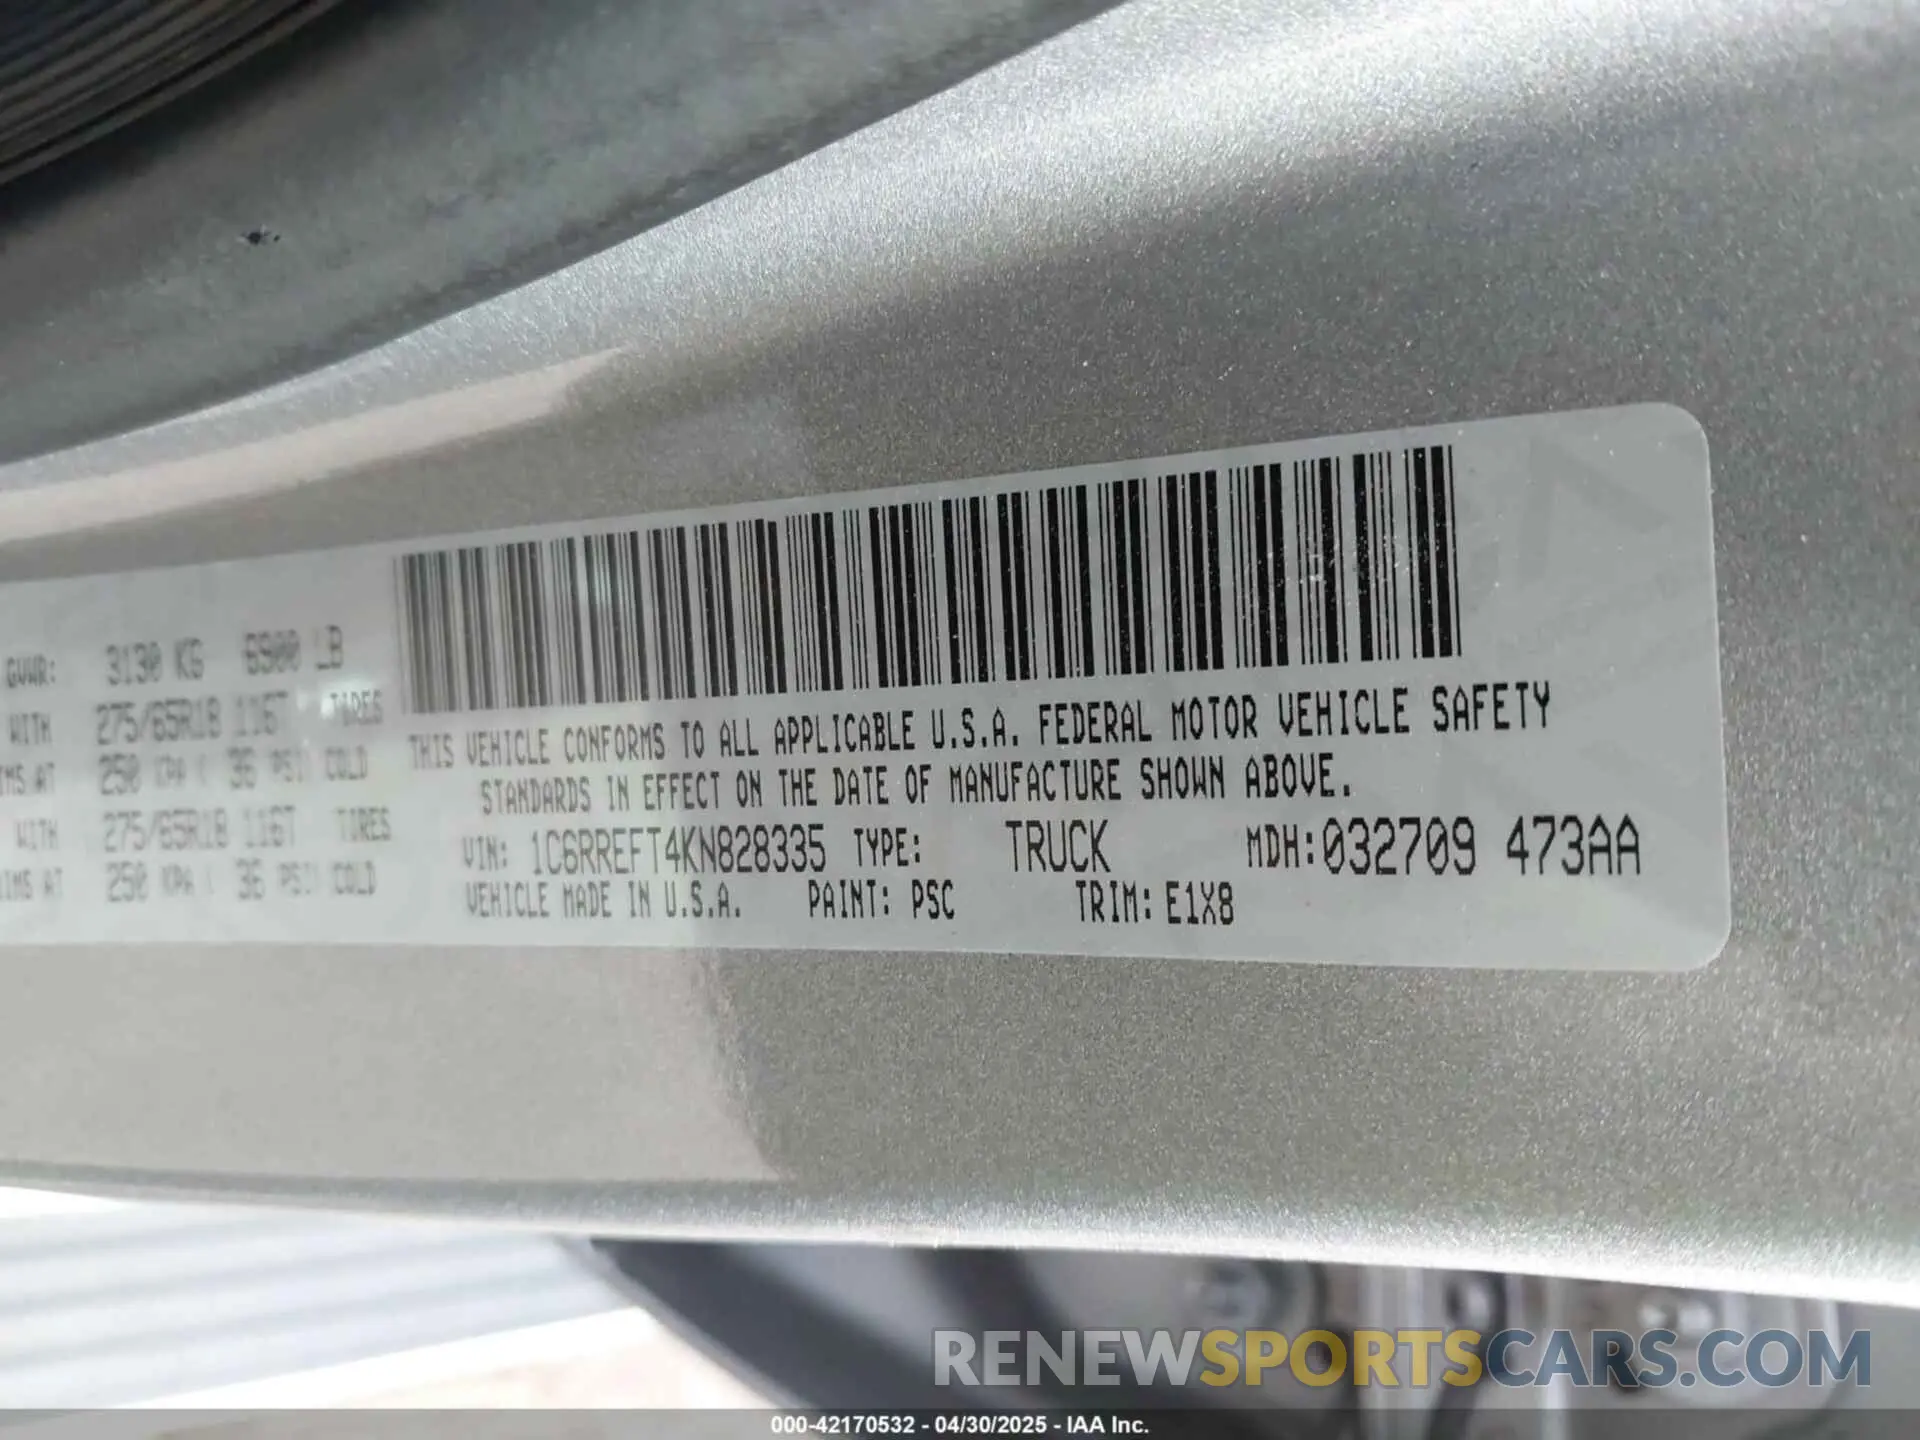 GVWR: 3130 KG 6900 LB
WITH 275/65R18 116T TIRES
IMS AT 250 KPA ( 36 PSI) COLD
WITH 275/65R18 116T TIRES
IMS AT 250 KPA ( 36 PSI) COLD
THIS VEHICLE CONFORMS TO ALL APPLICABLE U.S.A. FEDERAL MOTOR VEHICLE SAFETY
STANDARDS IN EFFECT ON THE DATE OF MANUFACTURE SHOWN ABOVE.
VIN: 1C6RREFT4KN828335 TYPE: TRUCK MDH:032709 473AA
VEHICLE MADE IN U.S.A. PAINT: PSC TRIM: E1X8
RENEWSPORTSCARS.COM
000-42170532 - 04/30/2025 - IAA Inc.